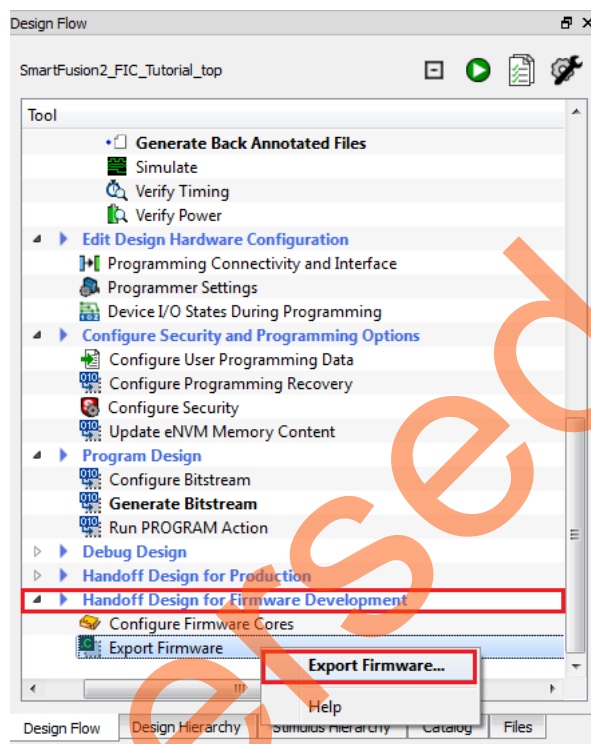 Design Flow
SmartFusion2_FIC_Tutorial_top
Tool
Generate Back Annotated Files
Simulate
Verify Timing
Verify Power
Edit Design Hardware Configuration
Programming Connectivity and Interface
Programmer Settings
Device I/O States During Programming
Configure Security and Programming Options
Configure User Programming Data
Configure Programming Recovery
Configure Security
Update eNVM Memory Content
Program Design
Configure Bitstream
Generate Bitstream
Run PROGRAM Action
Debug Design
Handoff Design for Production
Handoff Design for Firmware Development
Configure Firmware Cores
Export Firmware
Export Firmware...
Help
Design Flow Design Hierarchy Stimulus Hierarchy Catalog Files
ersed